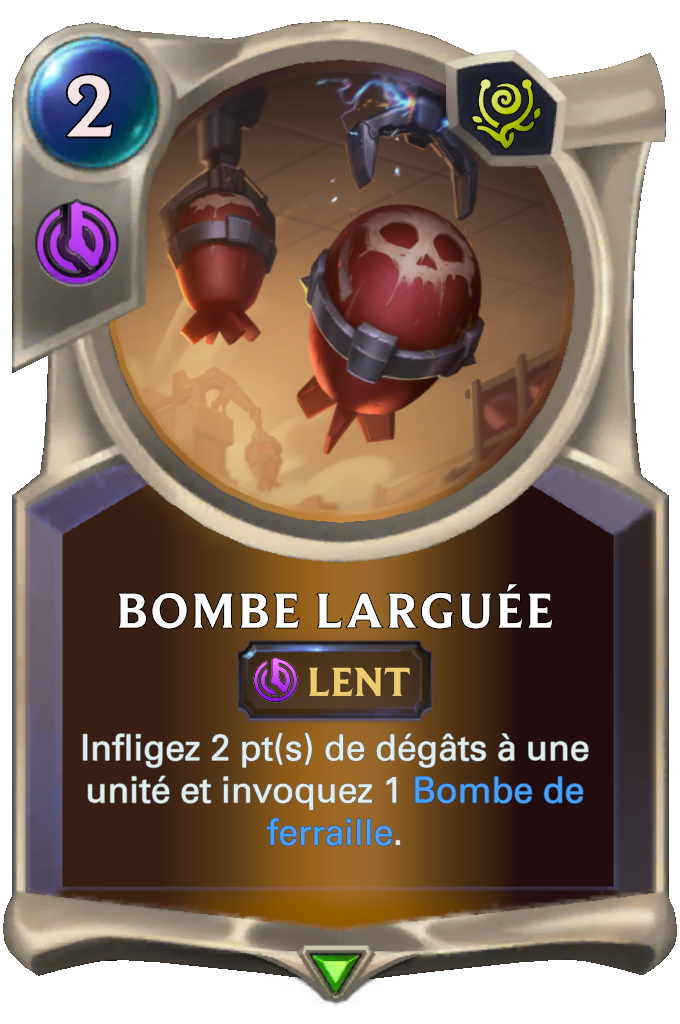 2
BOMBE LARGUÉE
LENT
Infligez 2 pt(s) de dégâts à une
unité et invoquez 1 Bombe de
ferraille.